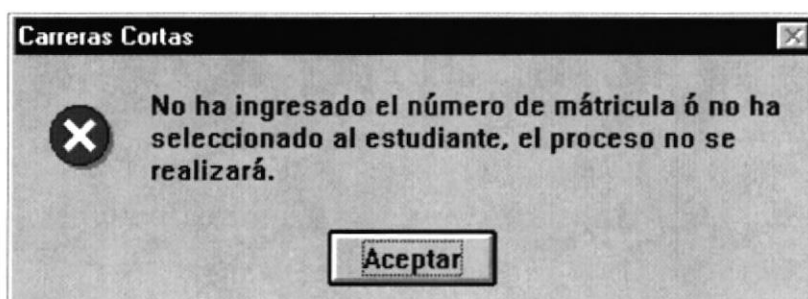 Carreras Cortas
No ha ingresado el número de mátricula ó no ha
seleccionado al estudiante, el proceso no se
realizará.
Aceptar